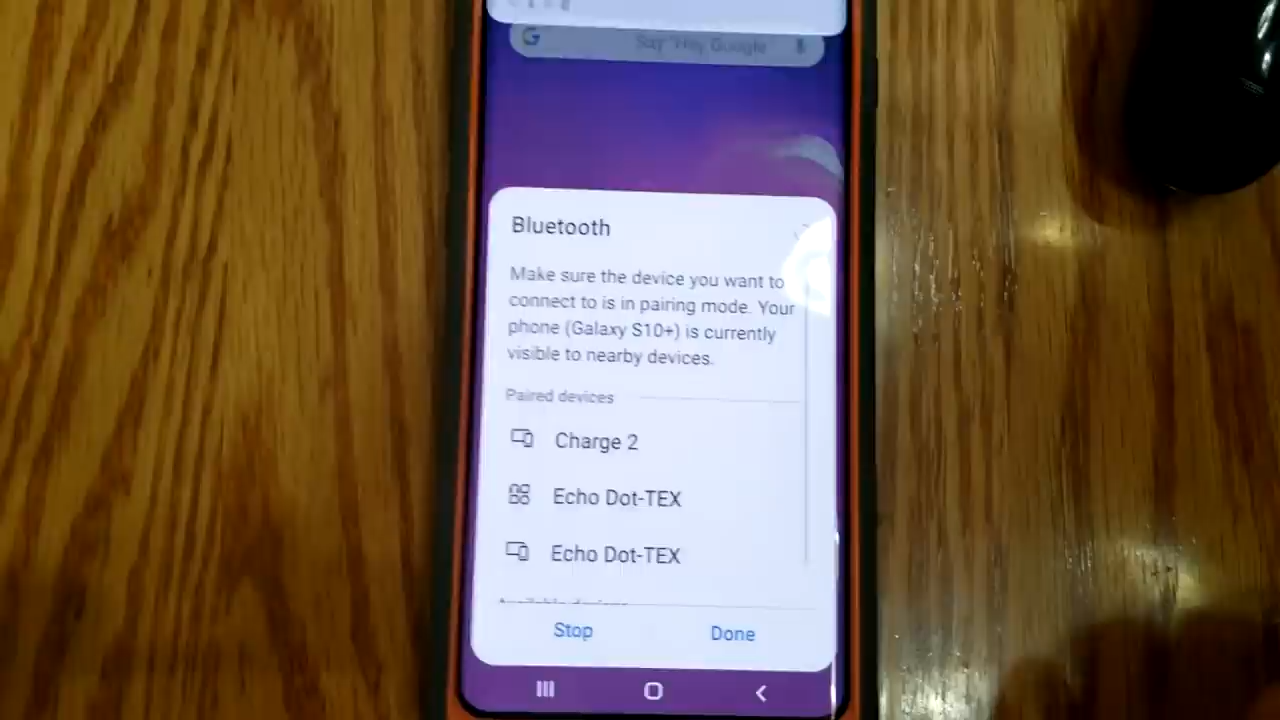 G Say "Hey Google
Bluetooth
Make sure the device you want to
connect to is in pairing mode. Your
phone (Galaxy S10+) is currently
visible to nearby devices.
Paired devices
Charge 2
Echo Dot-TEX
Echo Dot-TEX
Available devices
Stop
Done